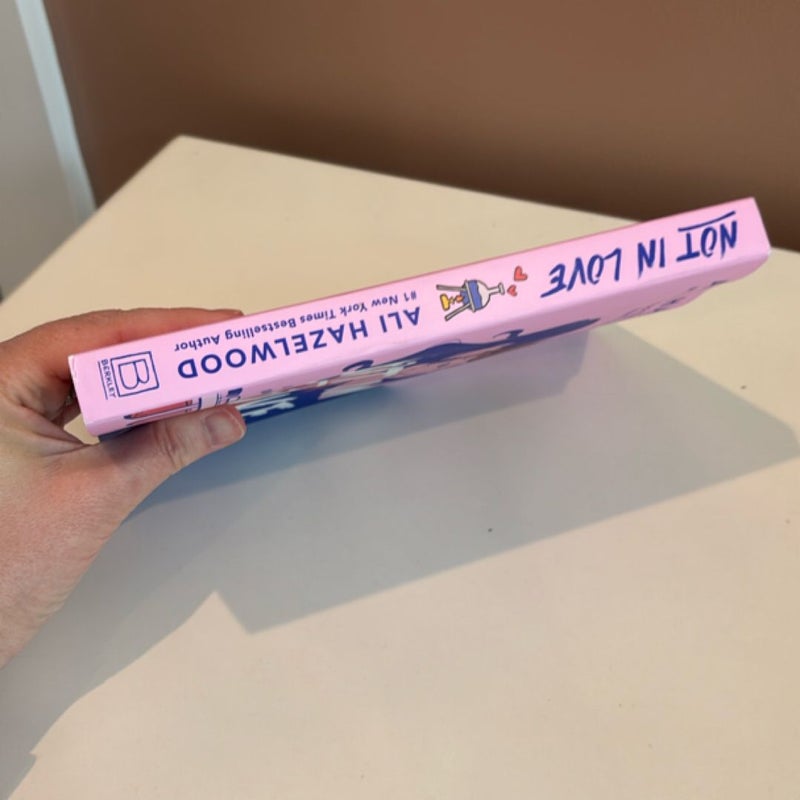 NOT IN LOVE
#1 New York Times Bestselling Author
ALI HAZELWOOD
B
BERKLEY